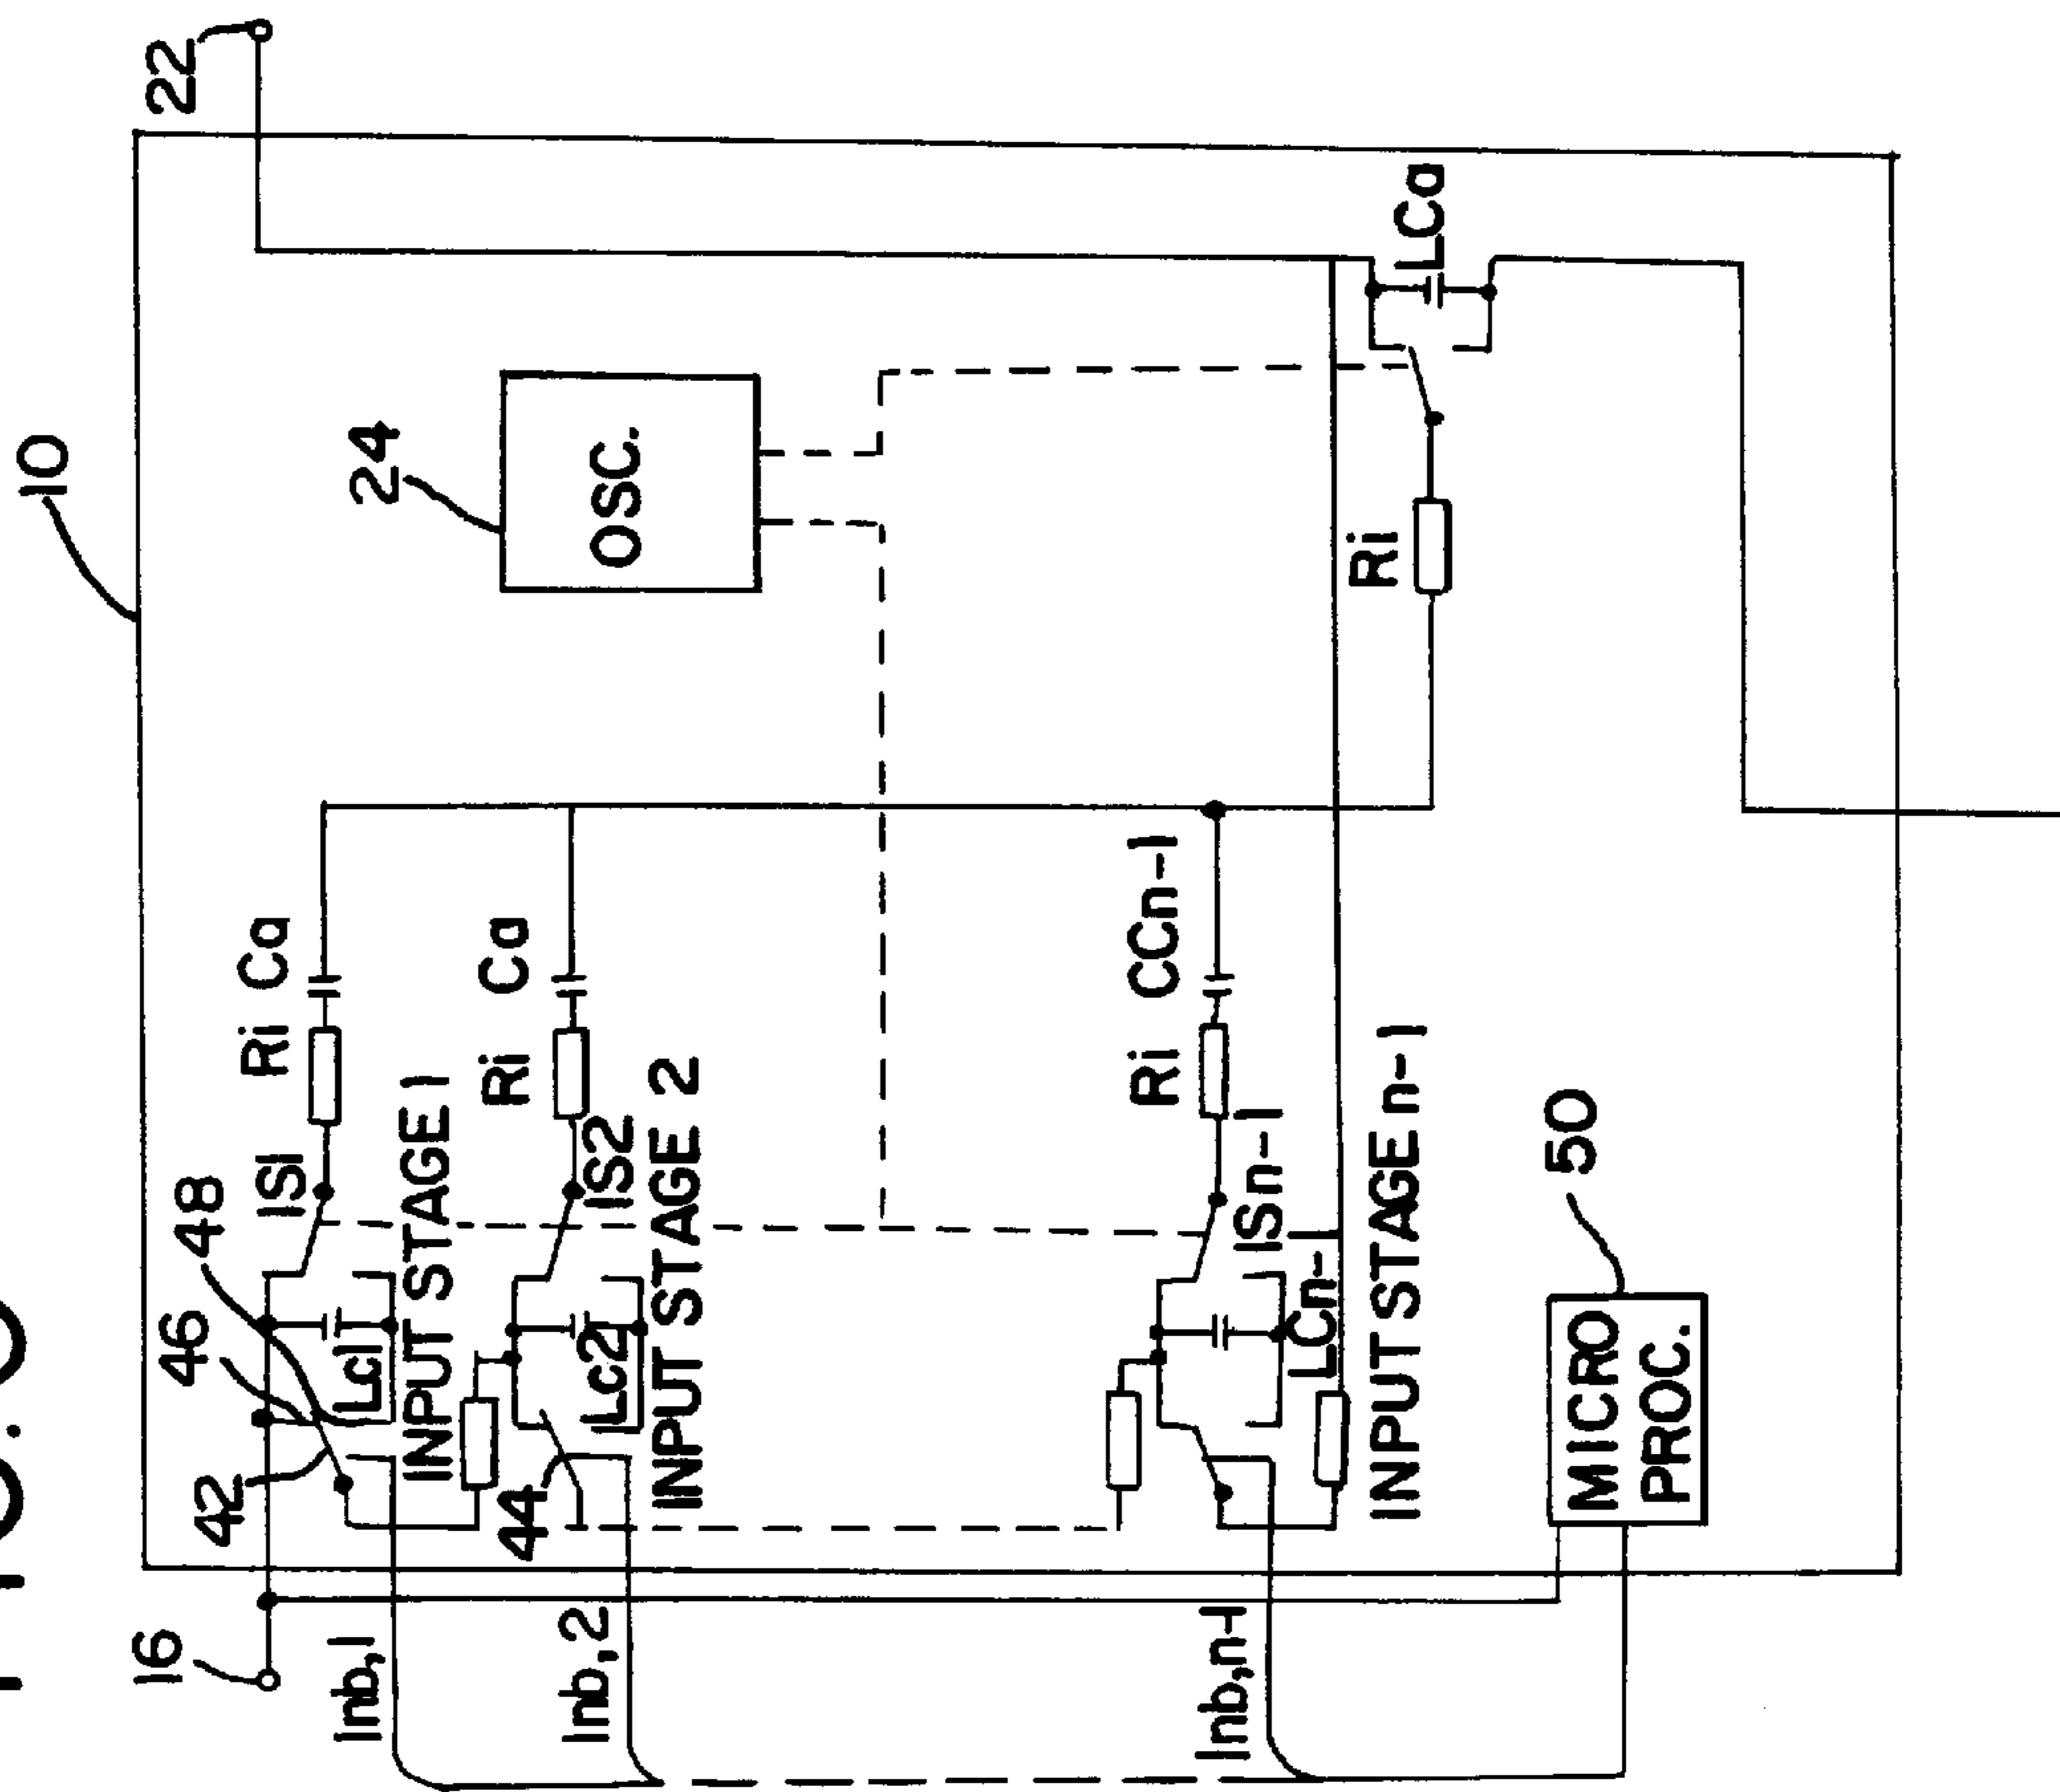 10
22
24
OSC.
LCa
Ri
Ri Ca
Ri Ca
Ri CCn-1
IS1
IS2
ISn-1
48
46
42
44
Lc1
Lc2
LCn-1
INPUT STAGE 1
INPUT STAGE 2
INPUT STAGE n-1
50
MICRO
PROC.
16
Inb,1
Inb,2
Inb,n-1